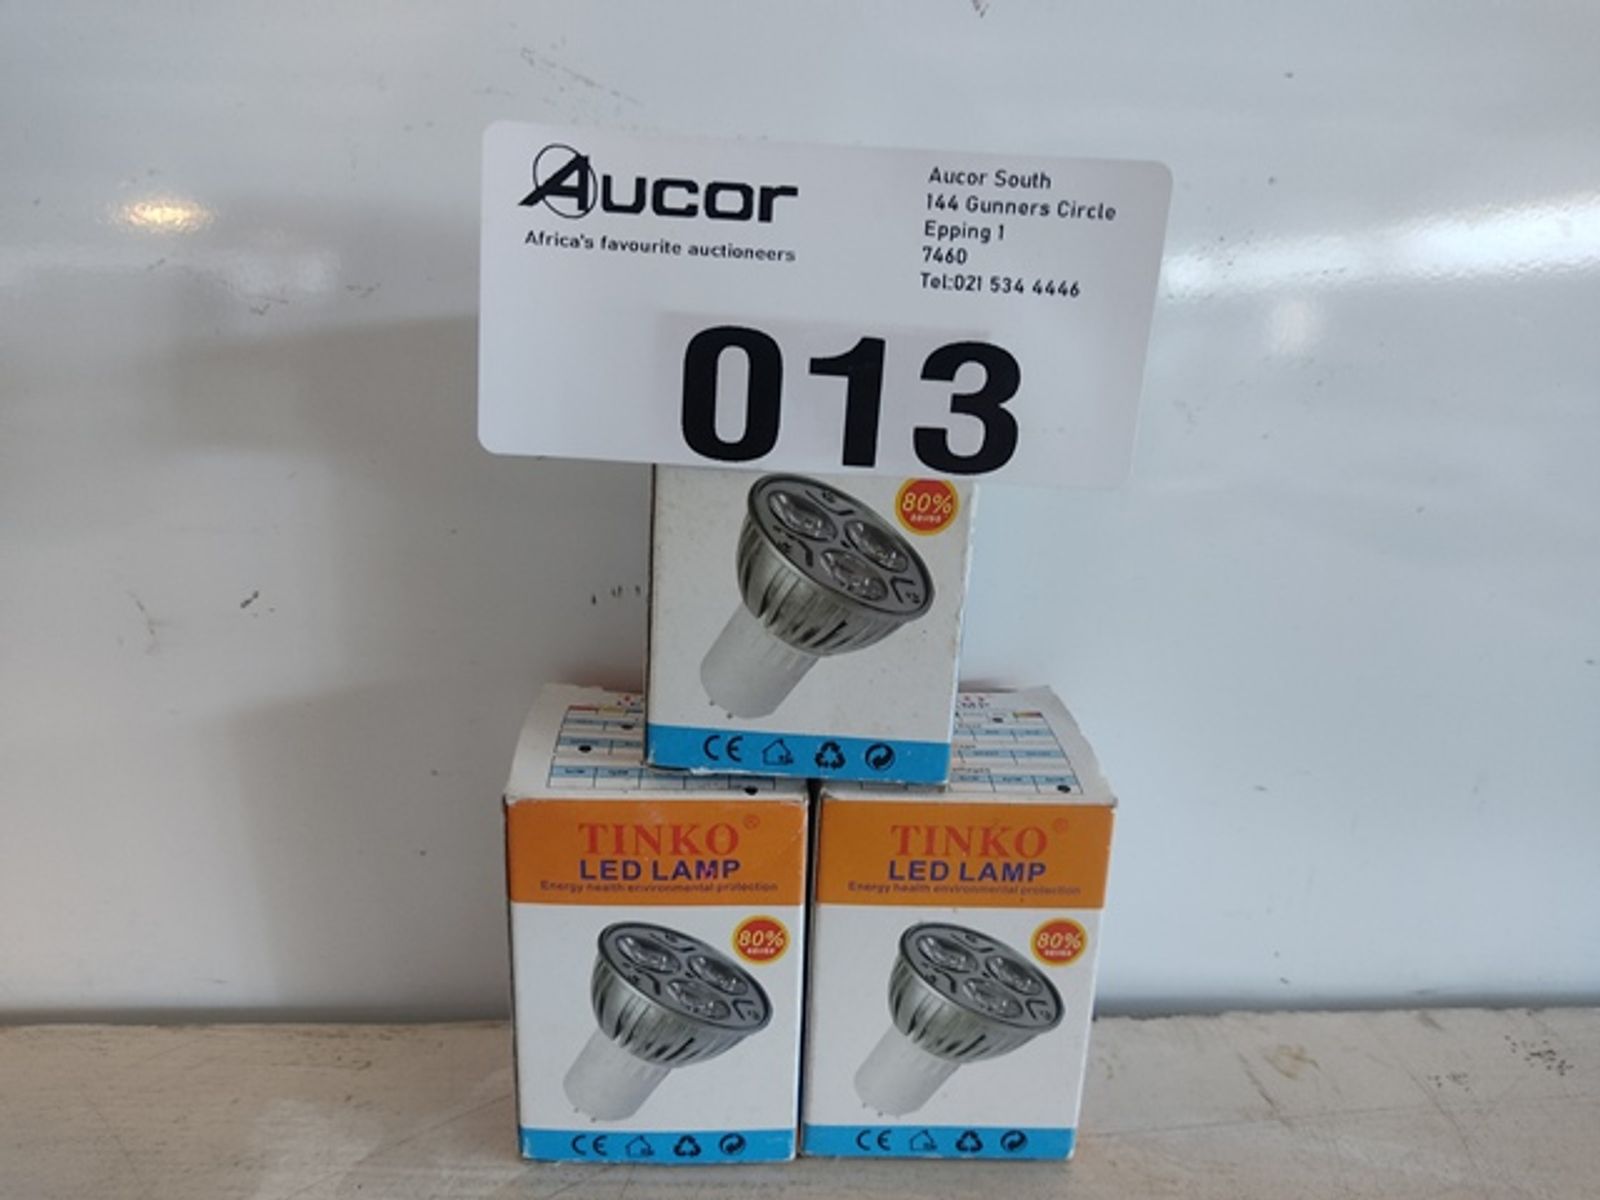 Aucor
Africa's favourite auctioneers
Aucor South
144 Gunners Circle
Epping 1
7460
Tel:021 534 4446
013
80%
CE
TINKO®
LED LAMP
Energy health environmental protection
80%
CE
TINKO®
LED LAMP
Energy health environmental protection
80%
CE